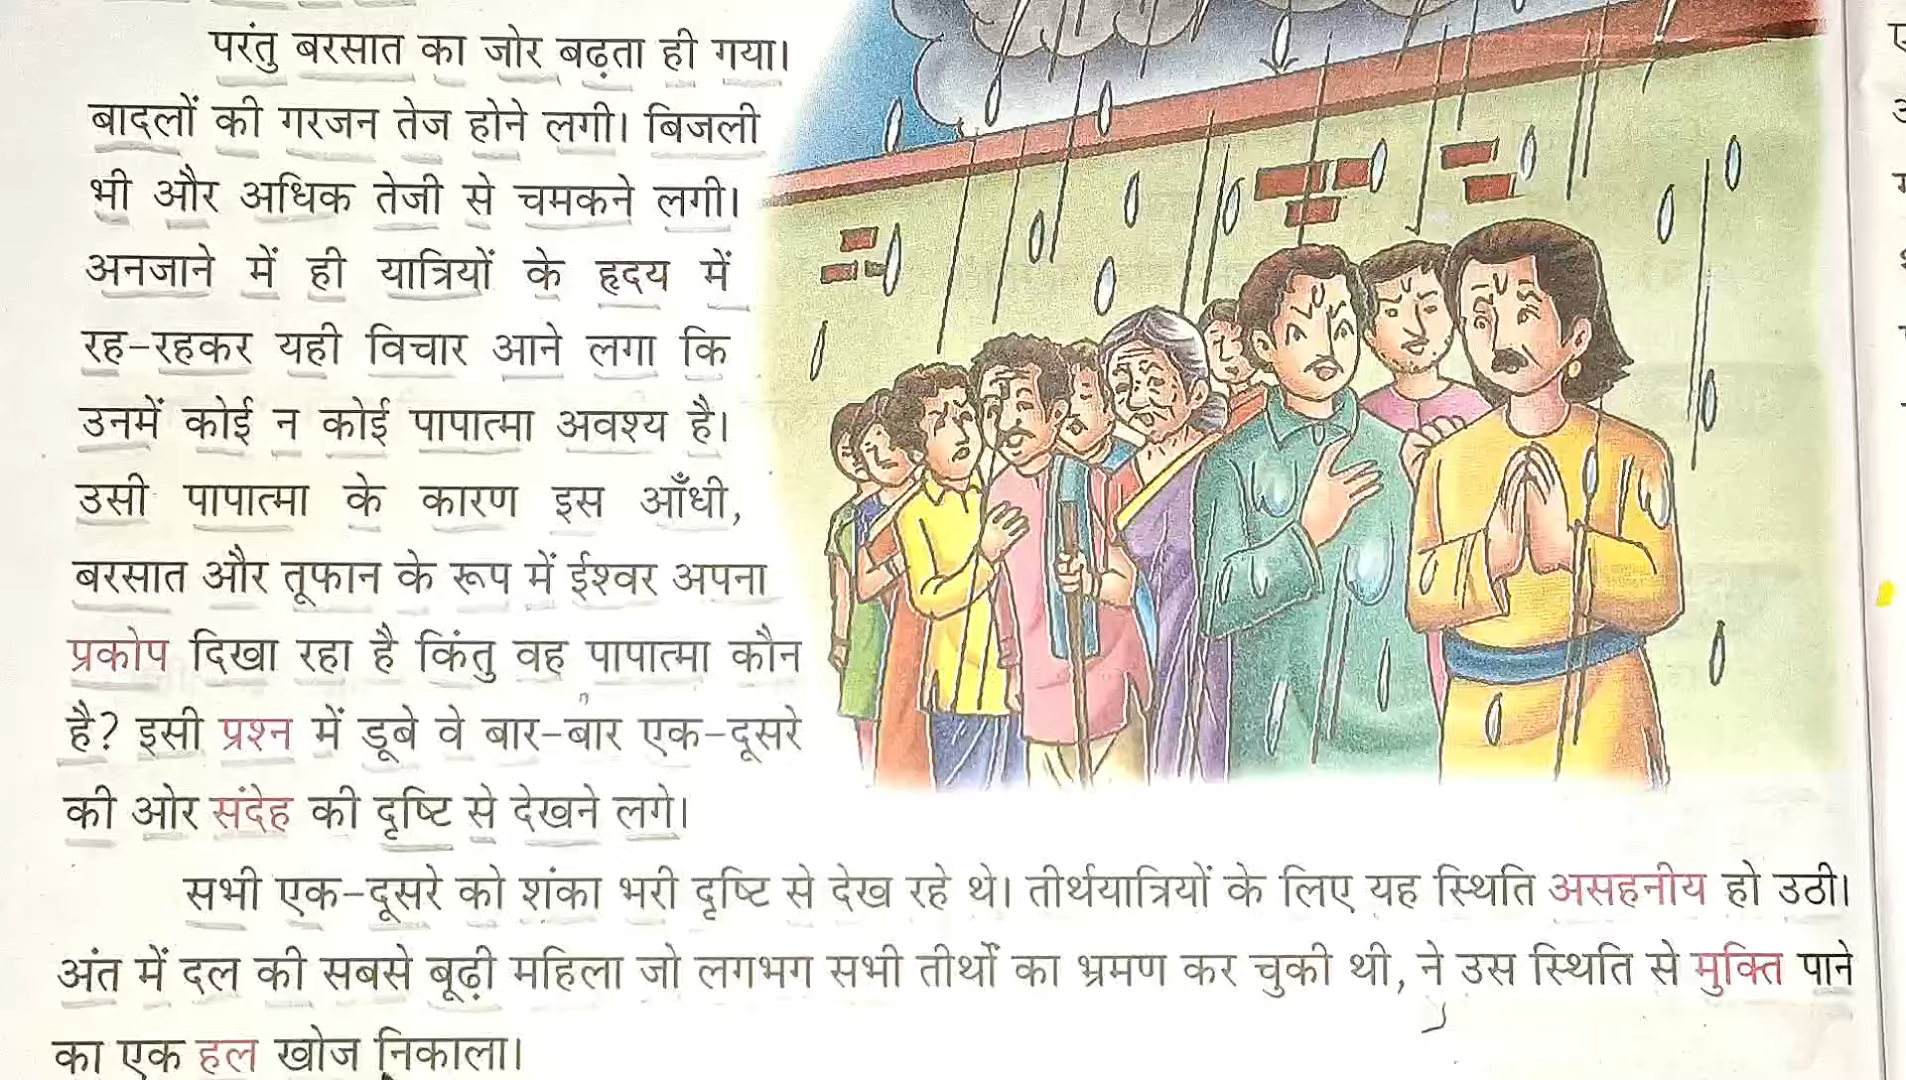 परंतु बरसात का जोर बढ़ता ही गया।
बादलों की गरजन तेज होने लगी। बिजली
भी और अधिक तेजी से चमकने लगी।
अनजाने में ही यात्रियों के हृदय में
रह-रहकर यही विचार आने लगा कि
उनमें कोई न कोई पापात्मा अवश्य है।
उसी पापात्मा के कारण इस आँधी,
बरसात और तूफान के रूप में ईश्वर अपना
प्रकोप दिखा रहा है किंतु वह पापात्मा कौन
है? इसी प्रश्न में डूबे वे बार-बार एक-दूसरे
की ओर संदेह की दृष्टि से देखने लगे।
सभी एक-दूसरे को शंका भरी दृष्टि से देख रहे थे। तीर्थयात्रियों के लिए यह स्थिति असहनीय हो उठी।
अंत में दल की सबसे बूढ़ी महिला जो लगभग सभी तीर्थों का भ्रमण कर चुकी थी, ने उस स्थिति से मुक्ति पाने
का एक हल खोज निकाला।